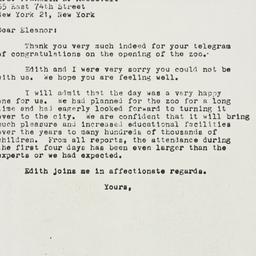 55 East 74th Street
New York 21, New York
Dear Eleanor:
Thank you very much indeed for your telegram
of congratulations on the opening of the zoo.
Edith and I were very sorry you could not be
with us. We hope you are feeling well.
I will admit that the day was a very happy
one for us. We had planned for the zoo for a long
time and had eagerly looked forward to turning it
over to the city. We are confident that it will bring
much pleasure and increased educational facilities
over the years to many hundreds of thousands of
children. From all reports, the attendance during
the first four days has been even larger than the
experts or we had expected.
Edith joins me in affectionate regards.
Yours,